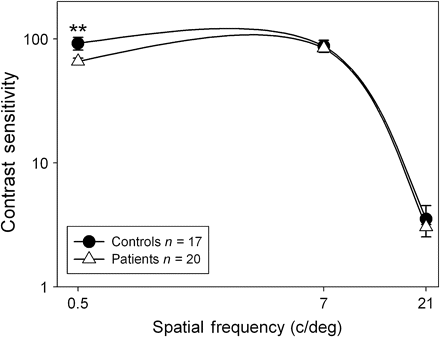 **
100
10
1
Contrast sensitivity
Controls n = 17
Patients n = 20
0.5
7
21
Spatial frequency (c/deg)